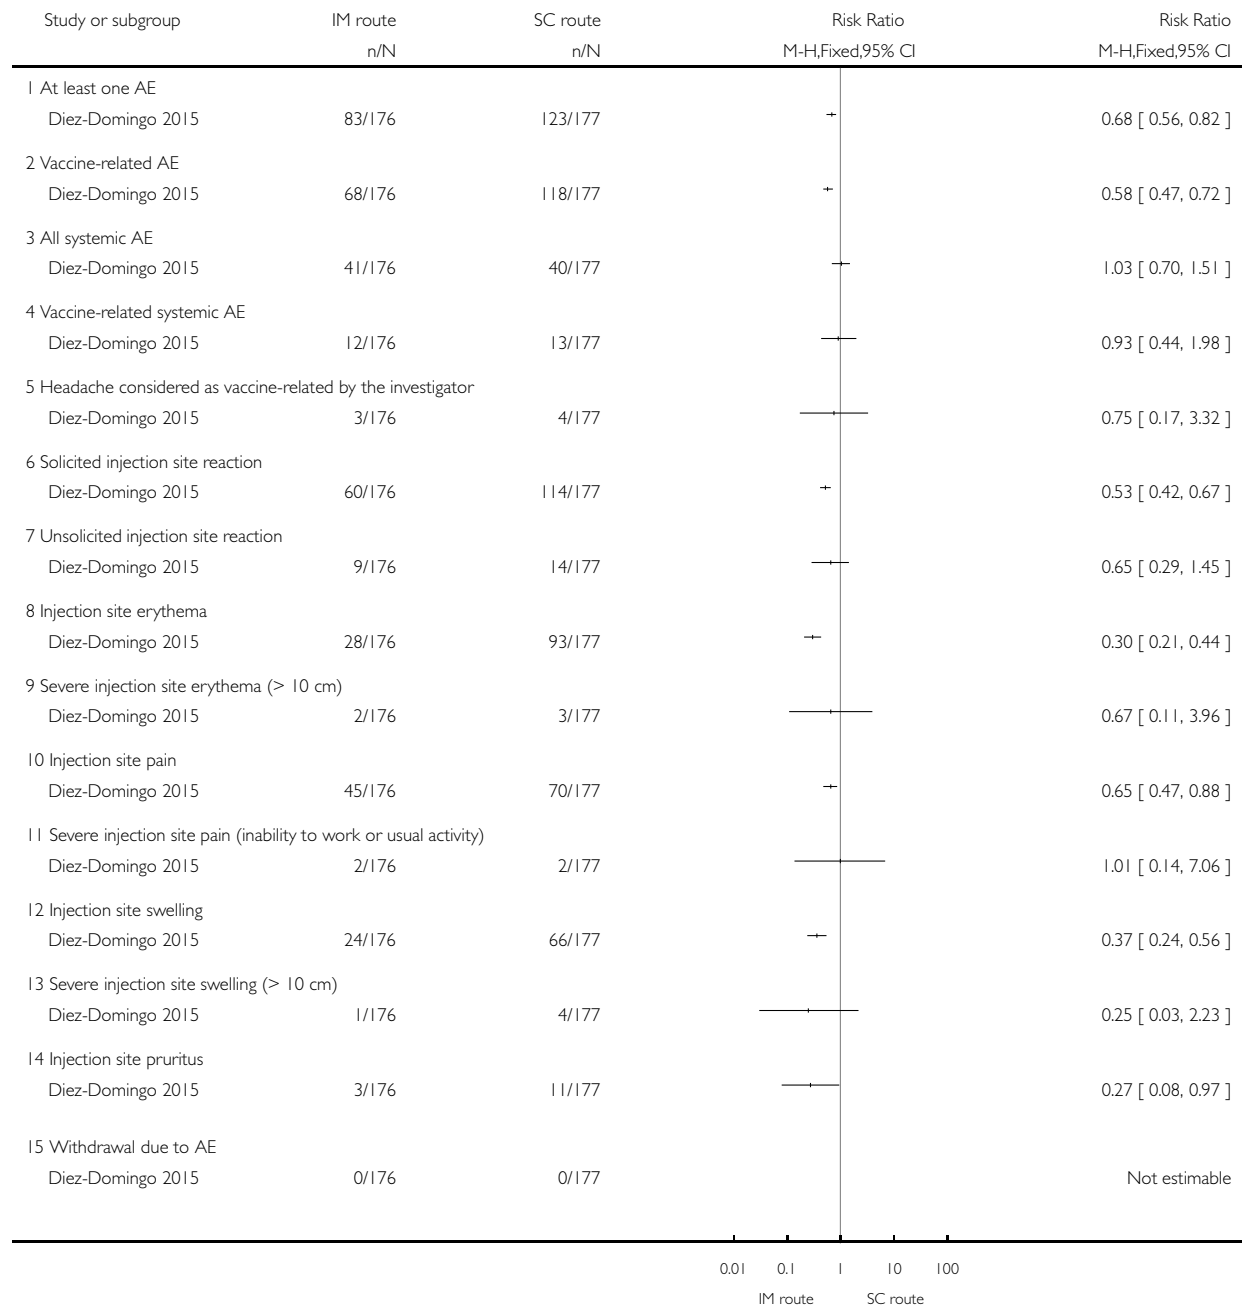 Study or subgroup IM route SC route Risk Ratio Risk Ratio
n/N n/N M-H,Fixed,95% CI M-H,Fixed,95% CI
1 At least one AE
Diez-Domingo 2015 83/176 123/177 0.68 [ 0.56, 0.82 ]
2 Vaccine-related AE
Diez-Domingo 2015 68/176 118/177 0.58 [ 0.47, 0.72 ]
3 All systemic AE
Diez-Domingo 2015 41/176 40/177 1.03 [ 0.70, 1.51 ]
4 Vaccine-related systemic AE
Diez-Domingo 2015 12/176 13/177 0.93 [ 0.44, 1.98 ]
5 Headache considered as vaccine-related by the investigator
Diez-Domingo 2015 3/176 4/177 0.75 [ 0.17, 3.32 ]
6 Solicited injection site reaction
Diez-Domingo 2015 60/176 114/177 0.53 [ 0.42, 0.67 ]
7 Unsolicited injection site reaction
Diez-Domingo 2015 9/176 14/177 0.65 [ 0.29, 1.45 ]
8 Injection site erythema
Diez-Domingo 2015 28/176 93/177 0.30 [ 0.21, 0.44 ]
9 Severe injection site erythema (> 10 cm)
Diez-Domingo 2015 2/176 3/177 0.67 [ 0.11, 3.96 ]
10 Injection site pain
Diez-Domingo 2015 45/176 70/177 0.65 [ 0.47, 0.88 ]
11 Severe injection site pain (inability to work or usual activity)
Diez-Domingo 2015 2/176 2/177 1.01 [ 0.14, 7.06 ]
12 Injection site swelling
Diez-Domingo 2015 24/176 66/177 0.37 [ 0.24, 0.56 ]
13 Severe injection site swelling (> 10 cm)
Diez-Domingo 2015 1/176 4/177 0.25 [ 0.03, 2.23 ]
14 Injection site pruritus
Diez-Domingo 2015 3/176 11/177 0.27 [ 0.08, 0.97 ]
15 Withdrawal due to AE
Diez-Domingo 2015 0/176 0/177 Not estimable
0.01 0.1 1 10 100
IM route SC route